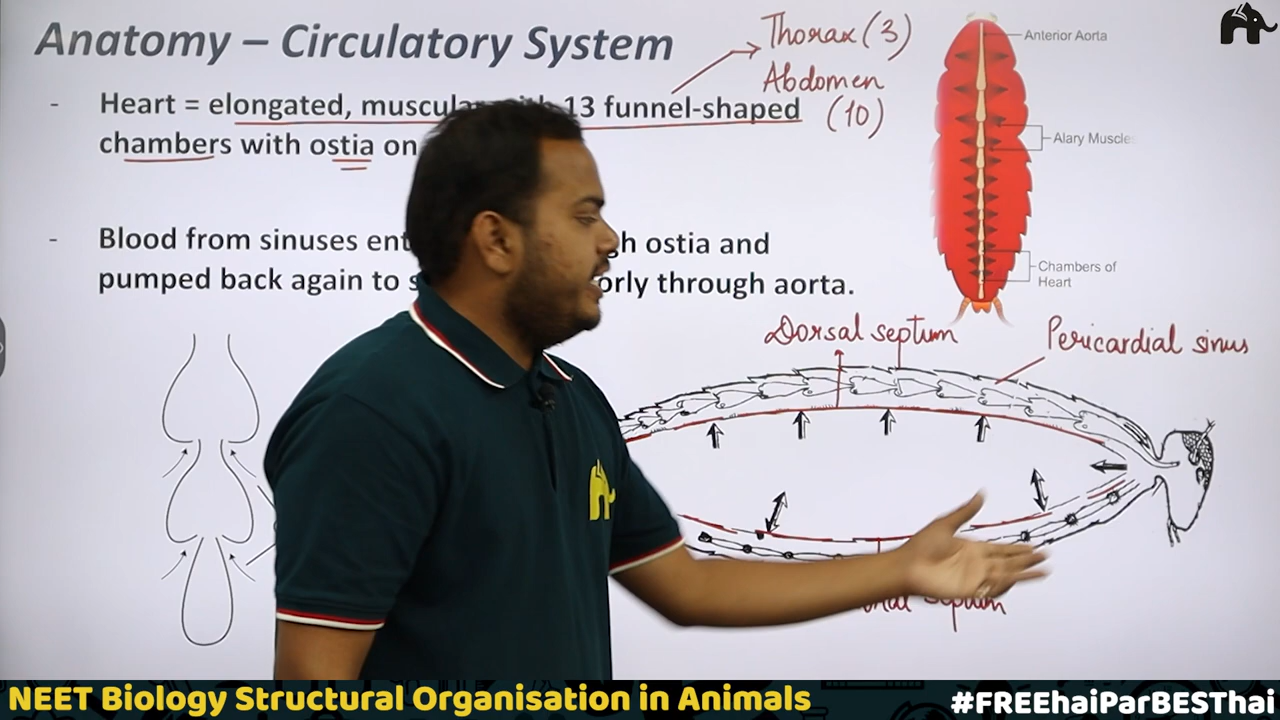 Anatomy – Circulatory System
Thorax (3)
Abdomen
(10)
- Heart = elongated, muscular with 13 funnel-shaped
chambers with ostia on
- Blood from sinuses ent h ostia and
pumped back again to s orly through aorta.
Anterior Aorta
Alary Muscle
Chambers of
Heart
Dorsal septum
Pericardial sinus
septum
NEET Biology Structural Organisation in Animals
#FREEhaiParBESThai